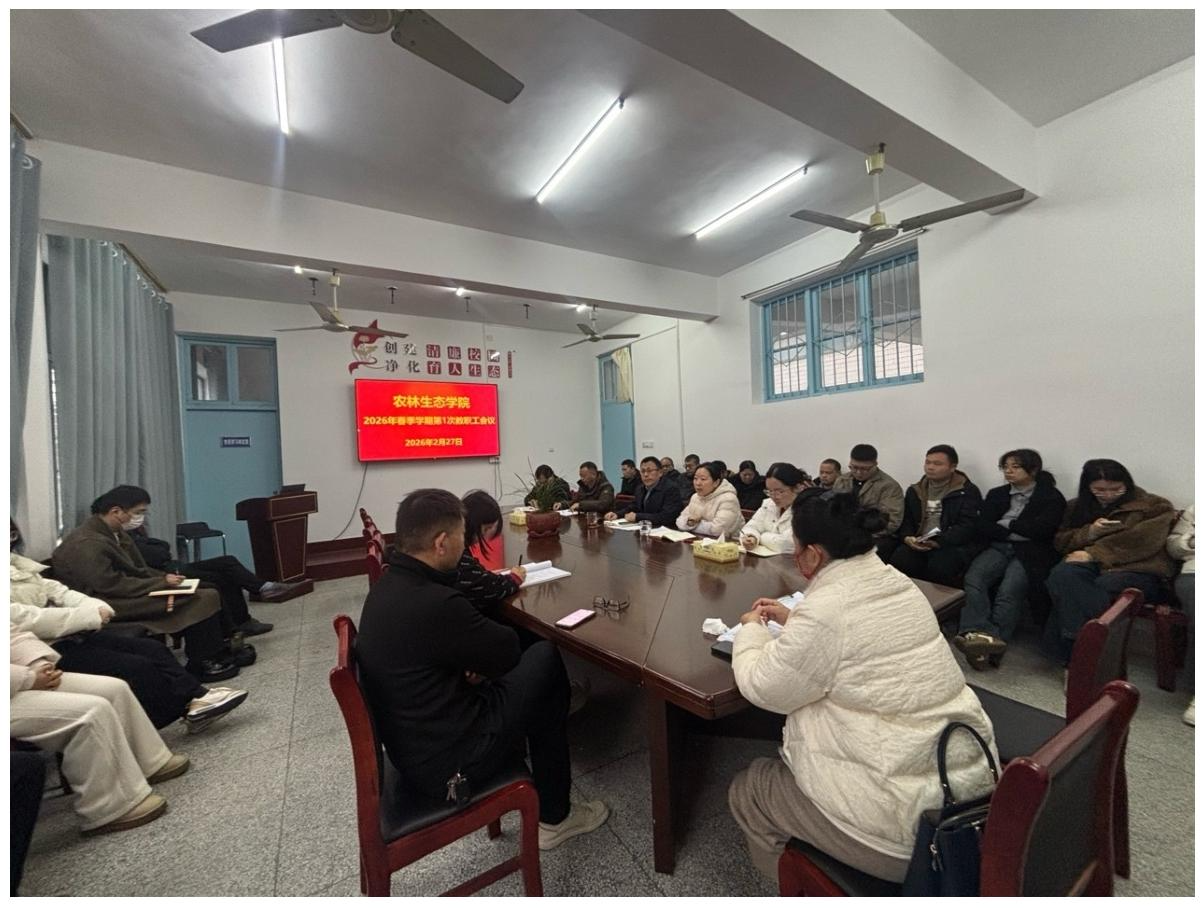 创建 清廉校园
净化 育人生态
农林生态学院
2026年春季学期第1次教职工会议
2026年2月27日